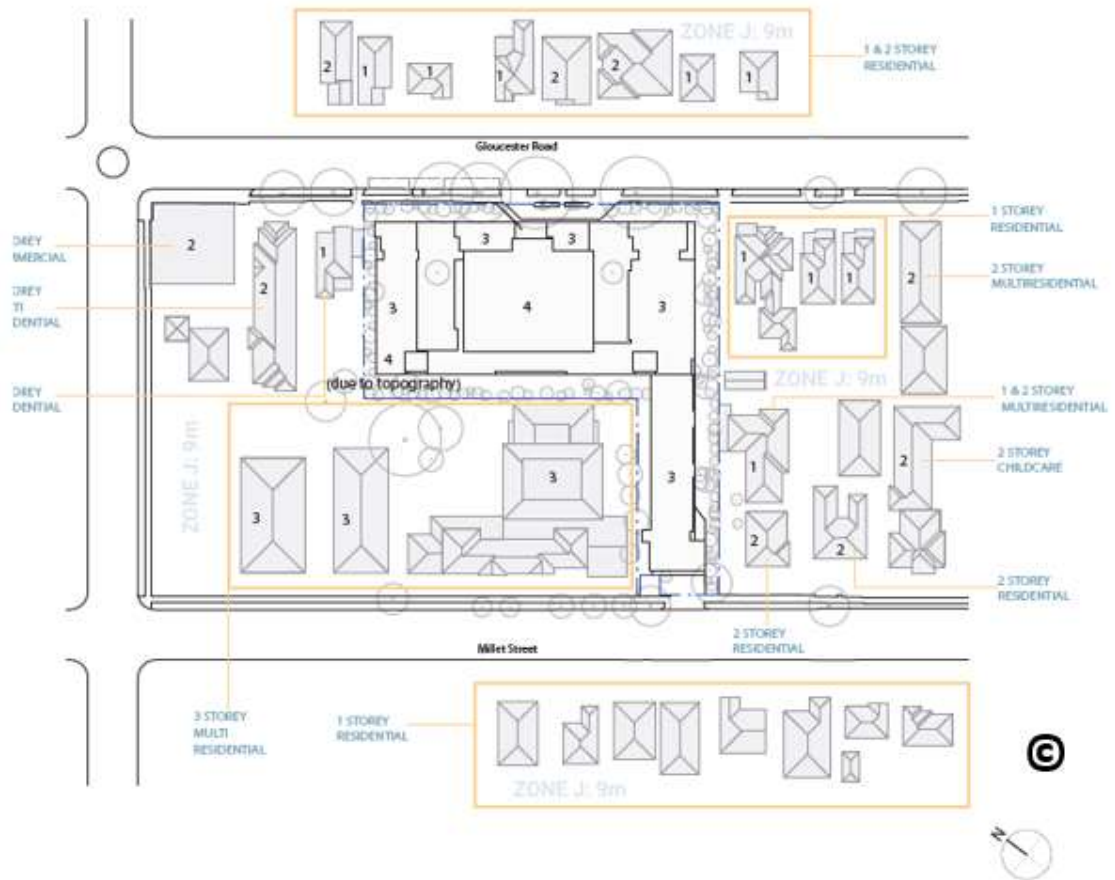 ZONE J: 9m
1 & 2 STOREY
RESIDENTIAL
2
1
1
1
2
2
1
1
Gloucester Road
1 STOREY
RESIDENTIAL
2
2
1
3
3
3
4
3
4
1
1
1
2
2 STOREY
MULTIRESIDENTIAL
OREY
MMERCIAL
OREY
TI
DENTIAL
OREY
DENTIAL
(due to topography)
ZONE J: 9m
1 & 2 STOREY
MULTIRESIDENTIAL
2 STOREY
CHILDCARE
ZONE J: 9m
3
3
3
3
1
2
2
2
2 STOREY
RESIDENTIAL
2 STOREY
RESIDENTIAL
Millet Street
3 STOREY
MULTI
RESIDENTIAL
1 STOREY
RESIDENTIAL
ZONE J: 9m
©
N